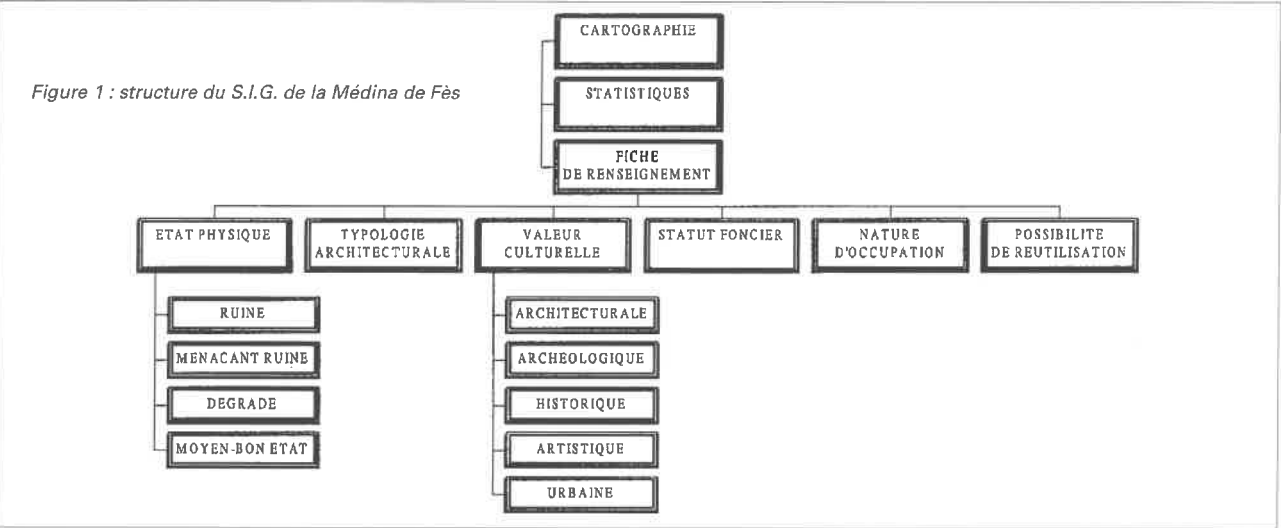 CARTOGRAPHIE
Figure 1 : structure du S.I.G. de la Médina de Fès
STATISTIQUES
FICHE
DE RENSEIGNEMENT
ETAT PHYSIQUE
TYPOLOGIE
ARCHITECTURALE
VALEUR
CULTURELLE
STATUT FONCIER
NATURE
D'OCCUPATION
POSSIBILITE
DE REUTILISATION
RUINE
MENACANT RUINE
DEGRADE
MOYEN-BON ETAT
ARCHITECTURALE
ARCHEOLOGIQUE
HISTORIQUE
ARTISTIQUE
URBAINE